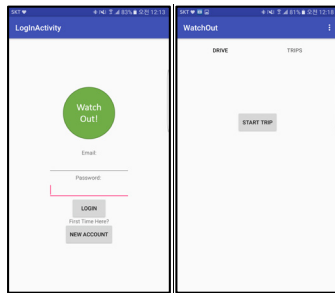 SKT 83% 오전 12:13
LogInActivity
Watch
Out!
Email:
Password:
LOGIN
First Time Here?
NEW ACCOUNT
SKT 81% 오전 12:18
WatchOut
DRIVE TRIPS
START TRIP